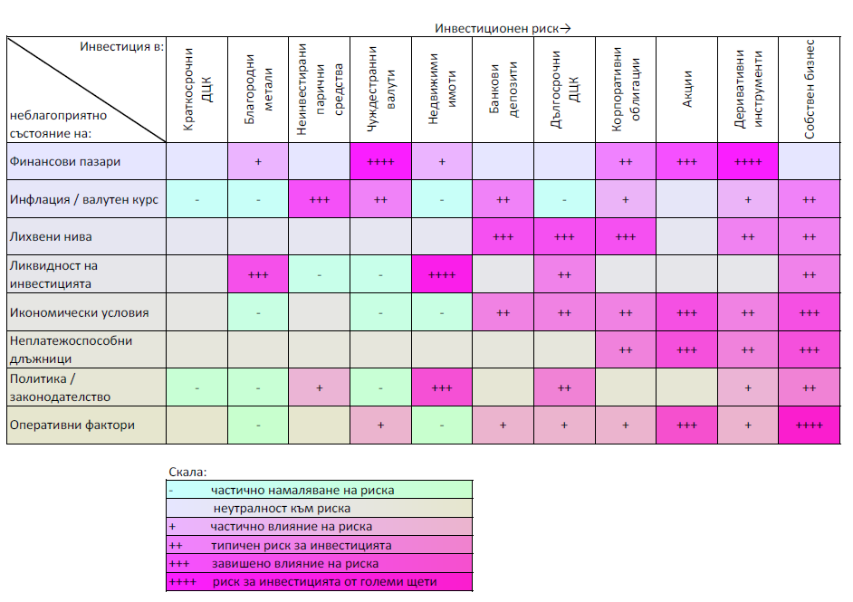 Инвестиционен риск→
Инвестиция в:
неблагоприятно
състояние на:
Краткосрочни
ДЦК
Благородни
метали
Неинвестирани
парични
средства
Чуждестранни
валути
Недвижими
имоти
Банкови
депозити
Дългосрочни
ДЦК
Корпоративни
облигации
Акции
Деривативни
инструменти
Собствен бизнес
Финансови пазари + ++++ + ++ +++ ++++
Инфлация / валутен курс - - +++ ++ - ++ - + + ++
Лихвени нива +++ +++ +++ ++ ++
Ликвидност на
инвестицията +++ - - ++++ ++ ++
Икономически условия - - - ++ ++ ++ +++ ++ +++
Неплатежоспособни
длъжници ++ +++ ++ +++
Политика /
законодателство - - + - +++ ++ + ++
Оперативни фактори - + - + + + +++ + ++++
Скала:
- частично намаляване на риска
неутралност към риска
+ частично влияние на риска
++ типичен риск за инвестицията
+++ завишено влияние на риска
++++ риск за инвестицията от големи щети